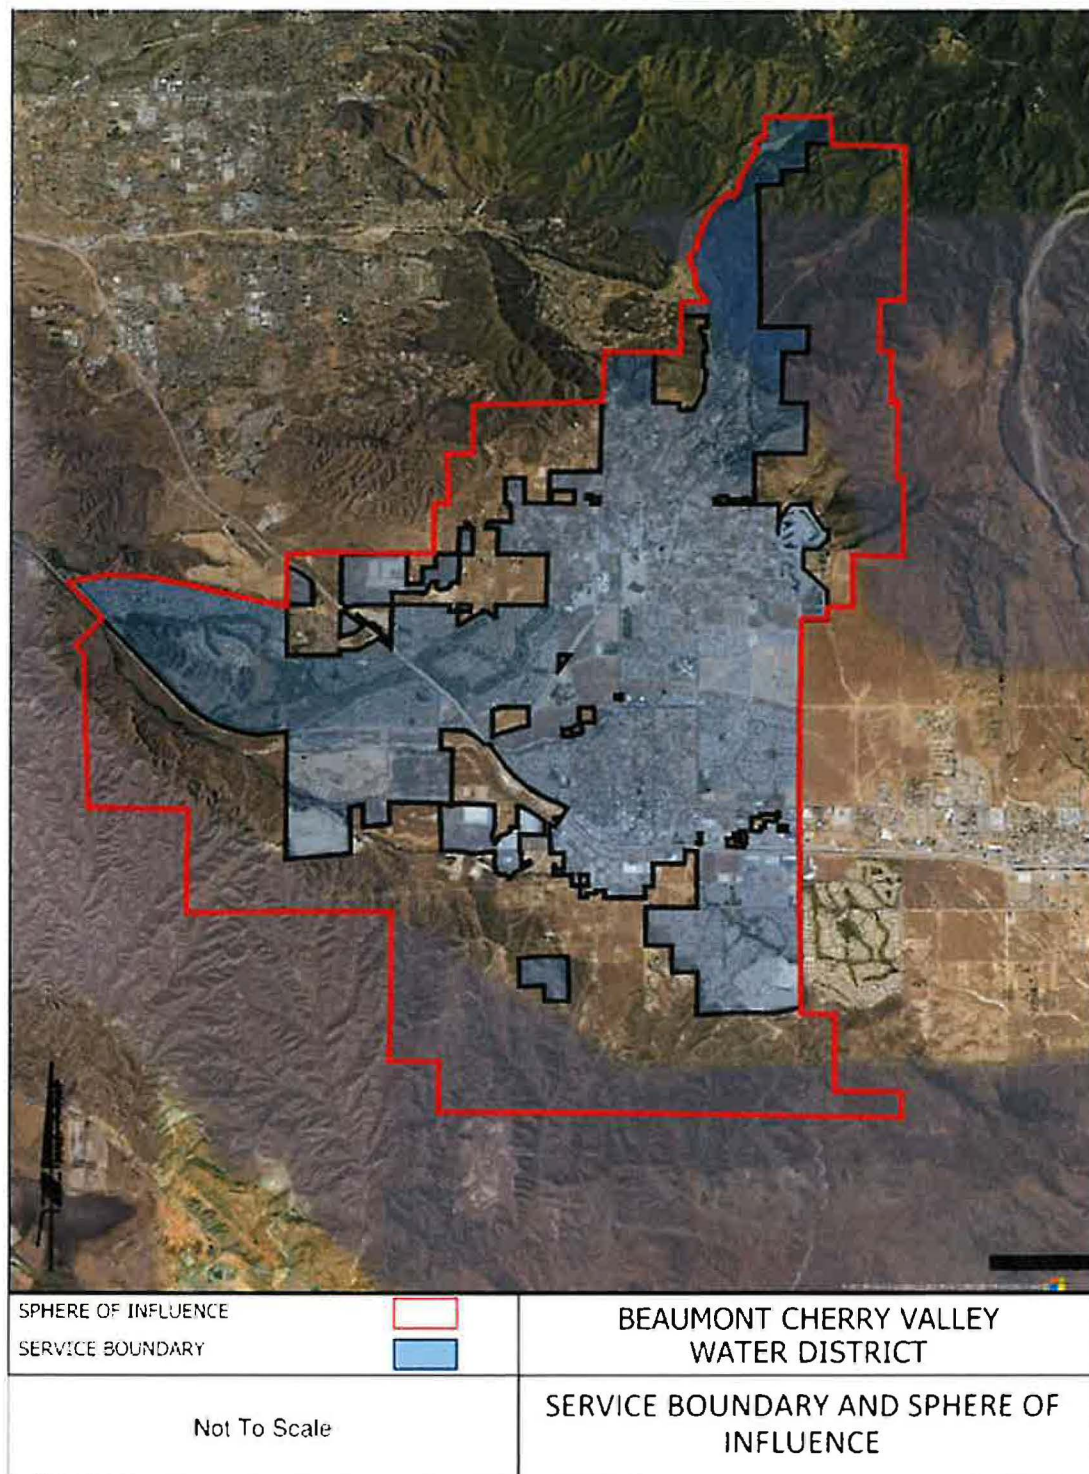 SPHERE OF INFLUENCE
SERVICE BOUNDARY
BEAUMONT CHERRY VALLEY
WATER DISTRICT
Not To Scale
SERVICE BOUNDARY AND SPHERE OF
INFLUENCE